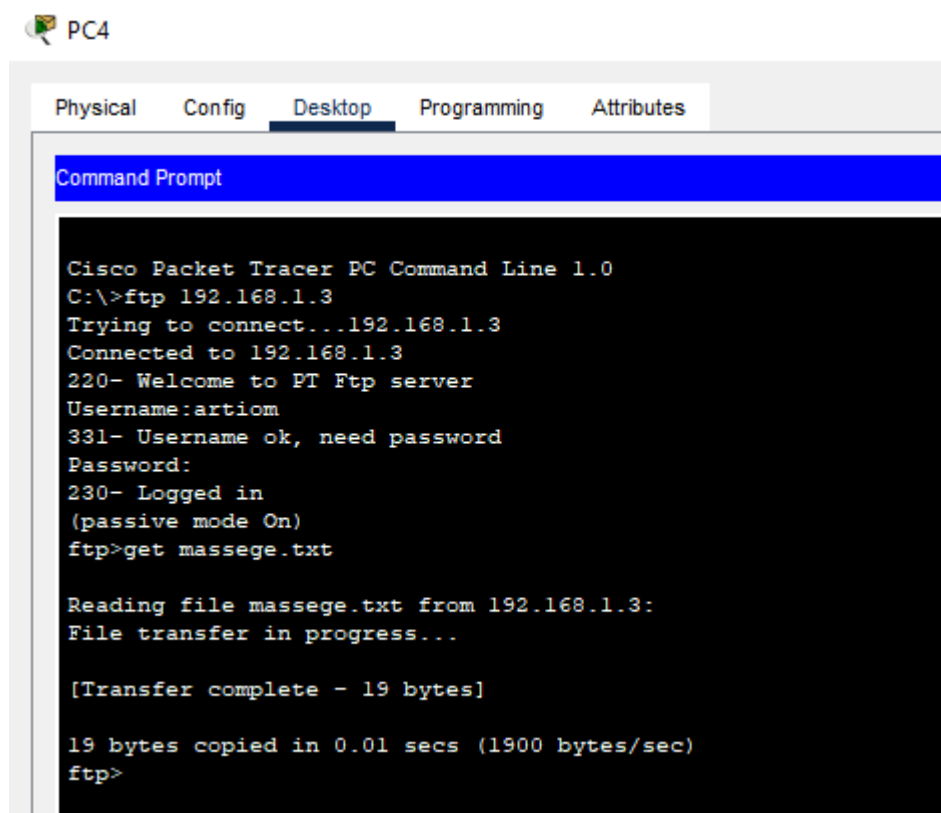 PC4
Physical Config Desktop Programming Attributes
Command Prompt
Cisco Packet Tracer PC Command Line 1.0
C:\>ftp 192.168.1.3
Trying to connect...192.168.1.3
Connected to 192.168.1.3
220- Welcome to PT Ftp server
Username:artiom
331- Username ok, need password
Password:
230- Logged in
(passive mode On)
ftp>get massege.txt
Reading file massege.txt from 192.168.1.3:
File transfer in progress...
[Transfer complete - 19 bytes]
19 bytes copied in 0.01 secs (1900 bytes/sec)
ftp>